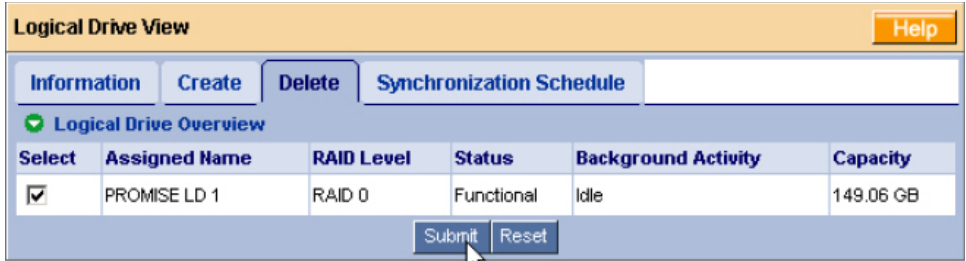 Logical Drive View Help
Information Create Delete Synchronization Schedule
Logical Drive Overview
Select Assigned Name RAID Level Status Background Activity Capacity
PROMISE LD 1 RAID 0 Functional Idle 149.06 GB
Submit Reset